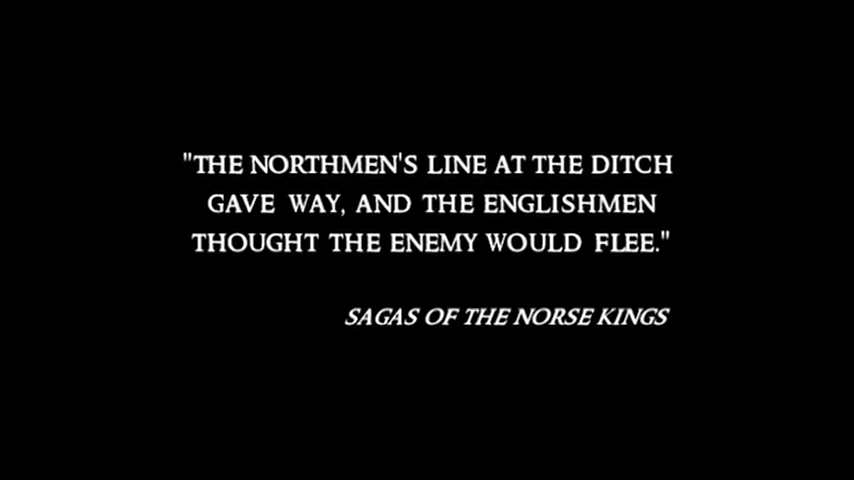 "THE NORTHMEN'S LINE AT THE DITCH
GAVE WAY, AND THE ENGLISHMEN
THOUGHT THE ENEMY WOULD FLEE."
SAGAS OF THE NORSE KINGS